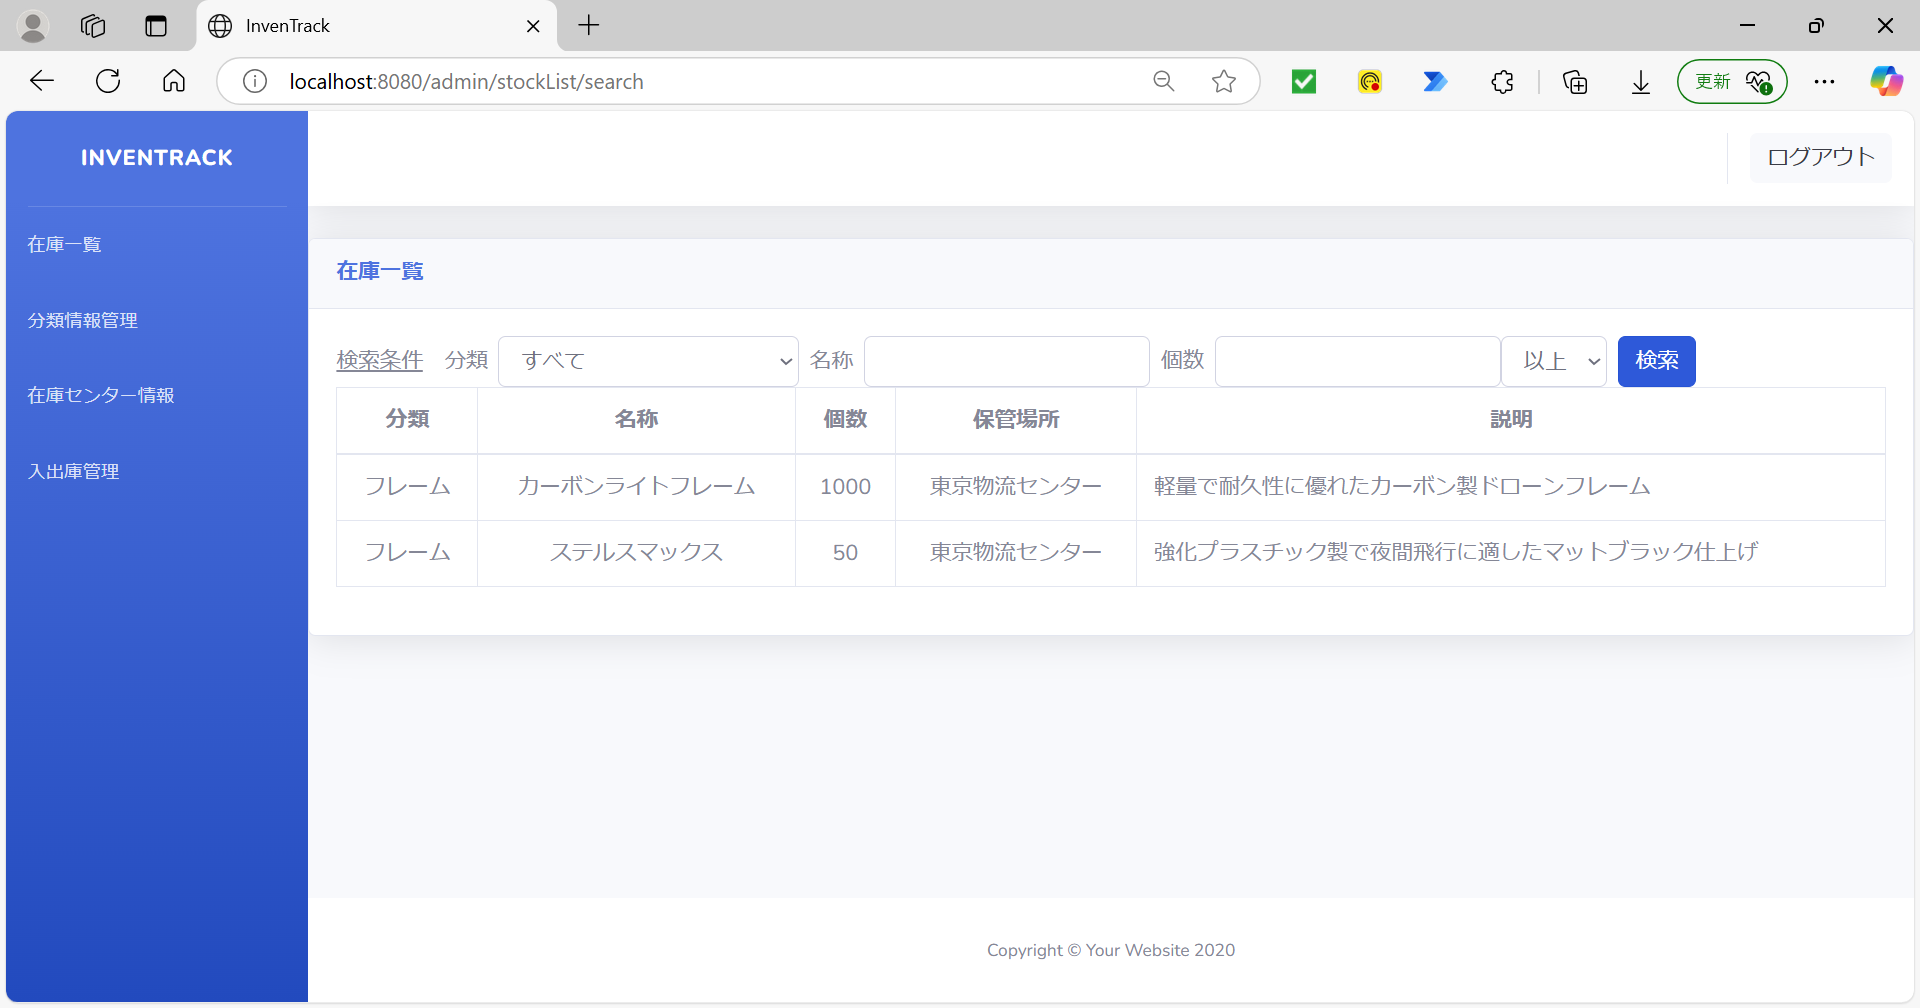 InvenTrack
localhost:8080/admin/stockList/search
更新
INVENTRACK
ログアウト
在庫一覧
分類情報管理
在庫センター情報
入出庫管理
在庫一覧
検索条件 分類 すべて 名称 個数 以上 検索
分類 名称 個数 保管場所 説明
フレーム カーボンライトフレーム 1000 東京物流センター 軽量で耐久性に優れたカーボン製ドローンフレーム
フレーム ステルスマックス 50 東京物流センター 強化プラスチック製で夜間飛行に適したマットブラック仕上げ
Copyright © Your Website 2020